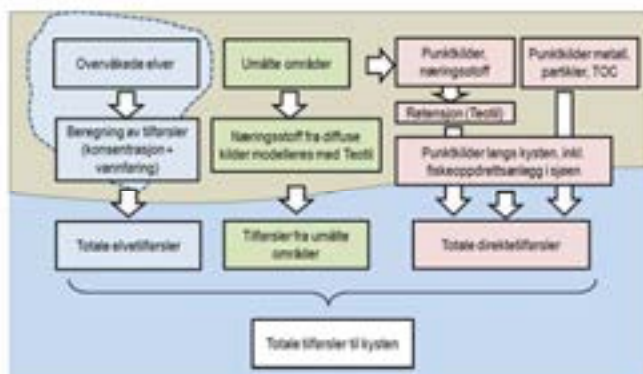 Overvåkede elver
Umålte områder
Punktkilder,
næringsstoff
Punktkilder metall,
partikler, TOC
Retensjon (Teotil)
Beregning av tilførsler
(konsentrasjon +
vannføring)
Næringsstoff fra diffuse
kilder modelleres med Teotil
Punktkilder langs kysten, inkl.
fiskeoppdrettsanlegg i sjøen
Totale elvetilførsler
Tilførsler fra umålte
områder
Totale direktetilførsler
Totale tilførsler til kysten